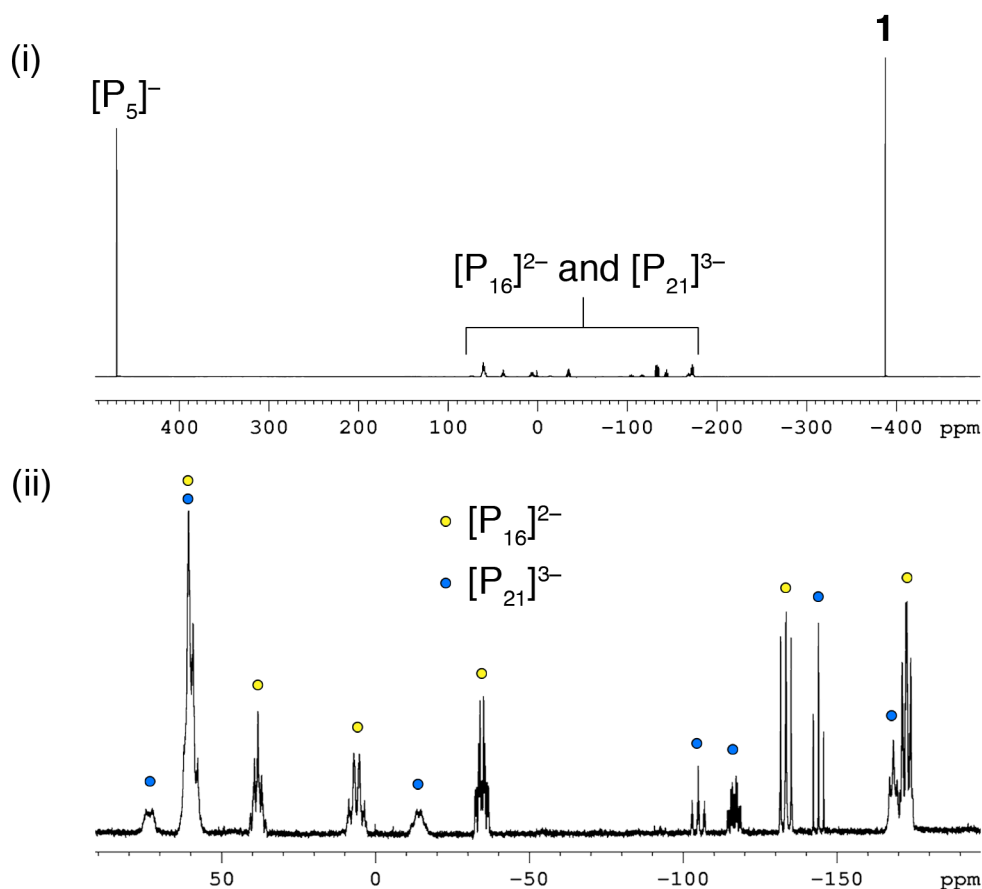 1
(i)
[P5]–
[P16]2– and [P21]3–
400 300 200 100 0 −100 −200 −300 −400 ppm
(ii)
[P16]2–
[P21]3–
50 0 −50 −100 −150 ppm